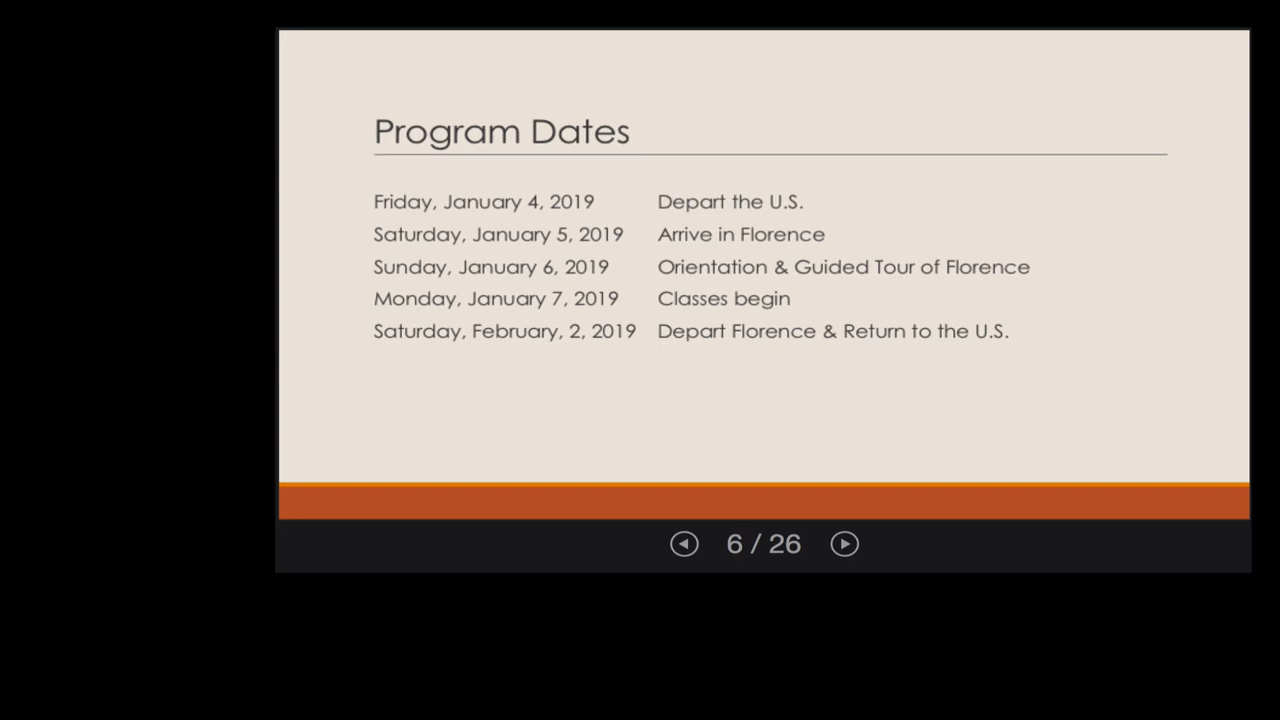 Program Dates
Friday, January 4, 2019 Depart the U.S.
Saturday, January 5, 2019 Arrive in Florence
Sunday, January 6, 2019 Orientation & Guided Tour of Florence
Monday, January 7, 2019 Classes begin
Saturday, February, 2, 2019 Depart Florence & Return to the U.S.
6 / 26